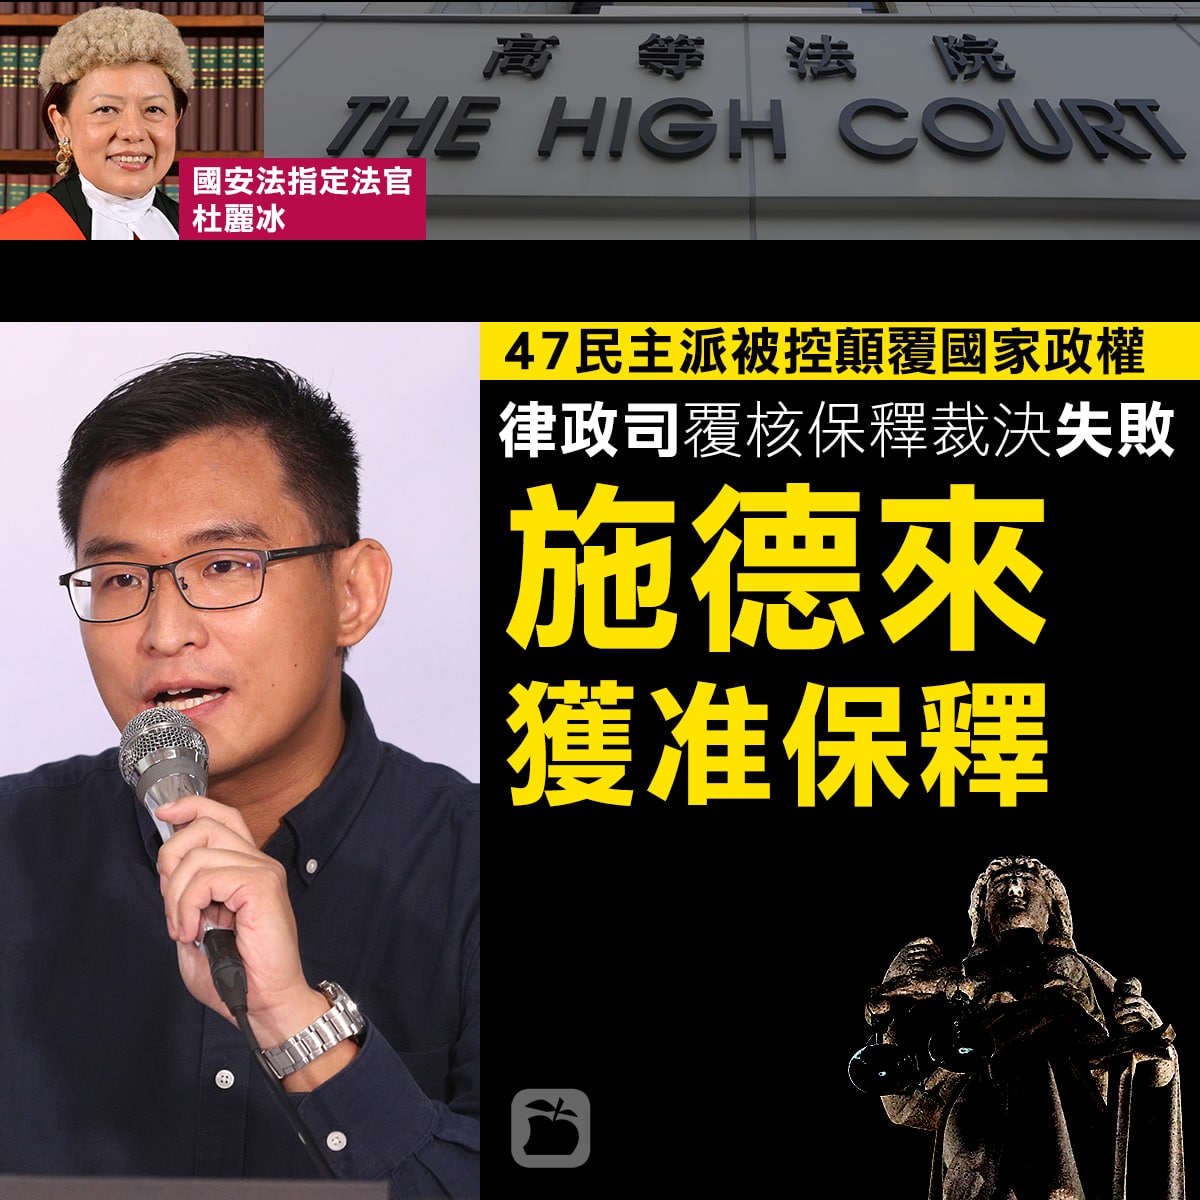 高等法院
THE HIGH COURT
國安法指定法官
杜麗冰
47民主派被控顛覆國家政權
律政司覆核保釋裁決失敗
施德來
獲准保釋